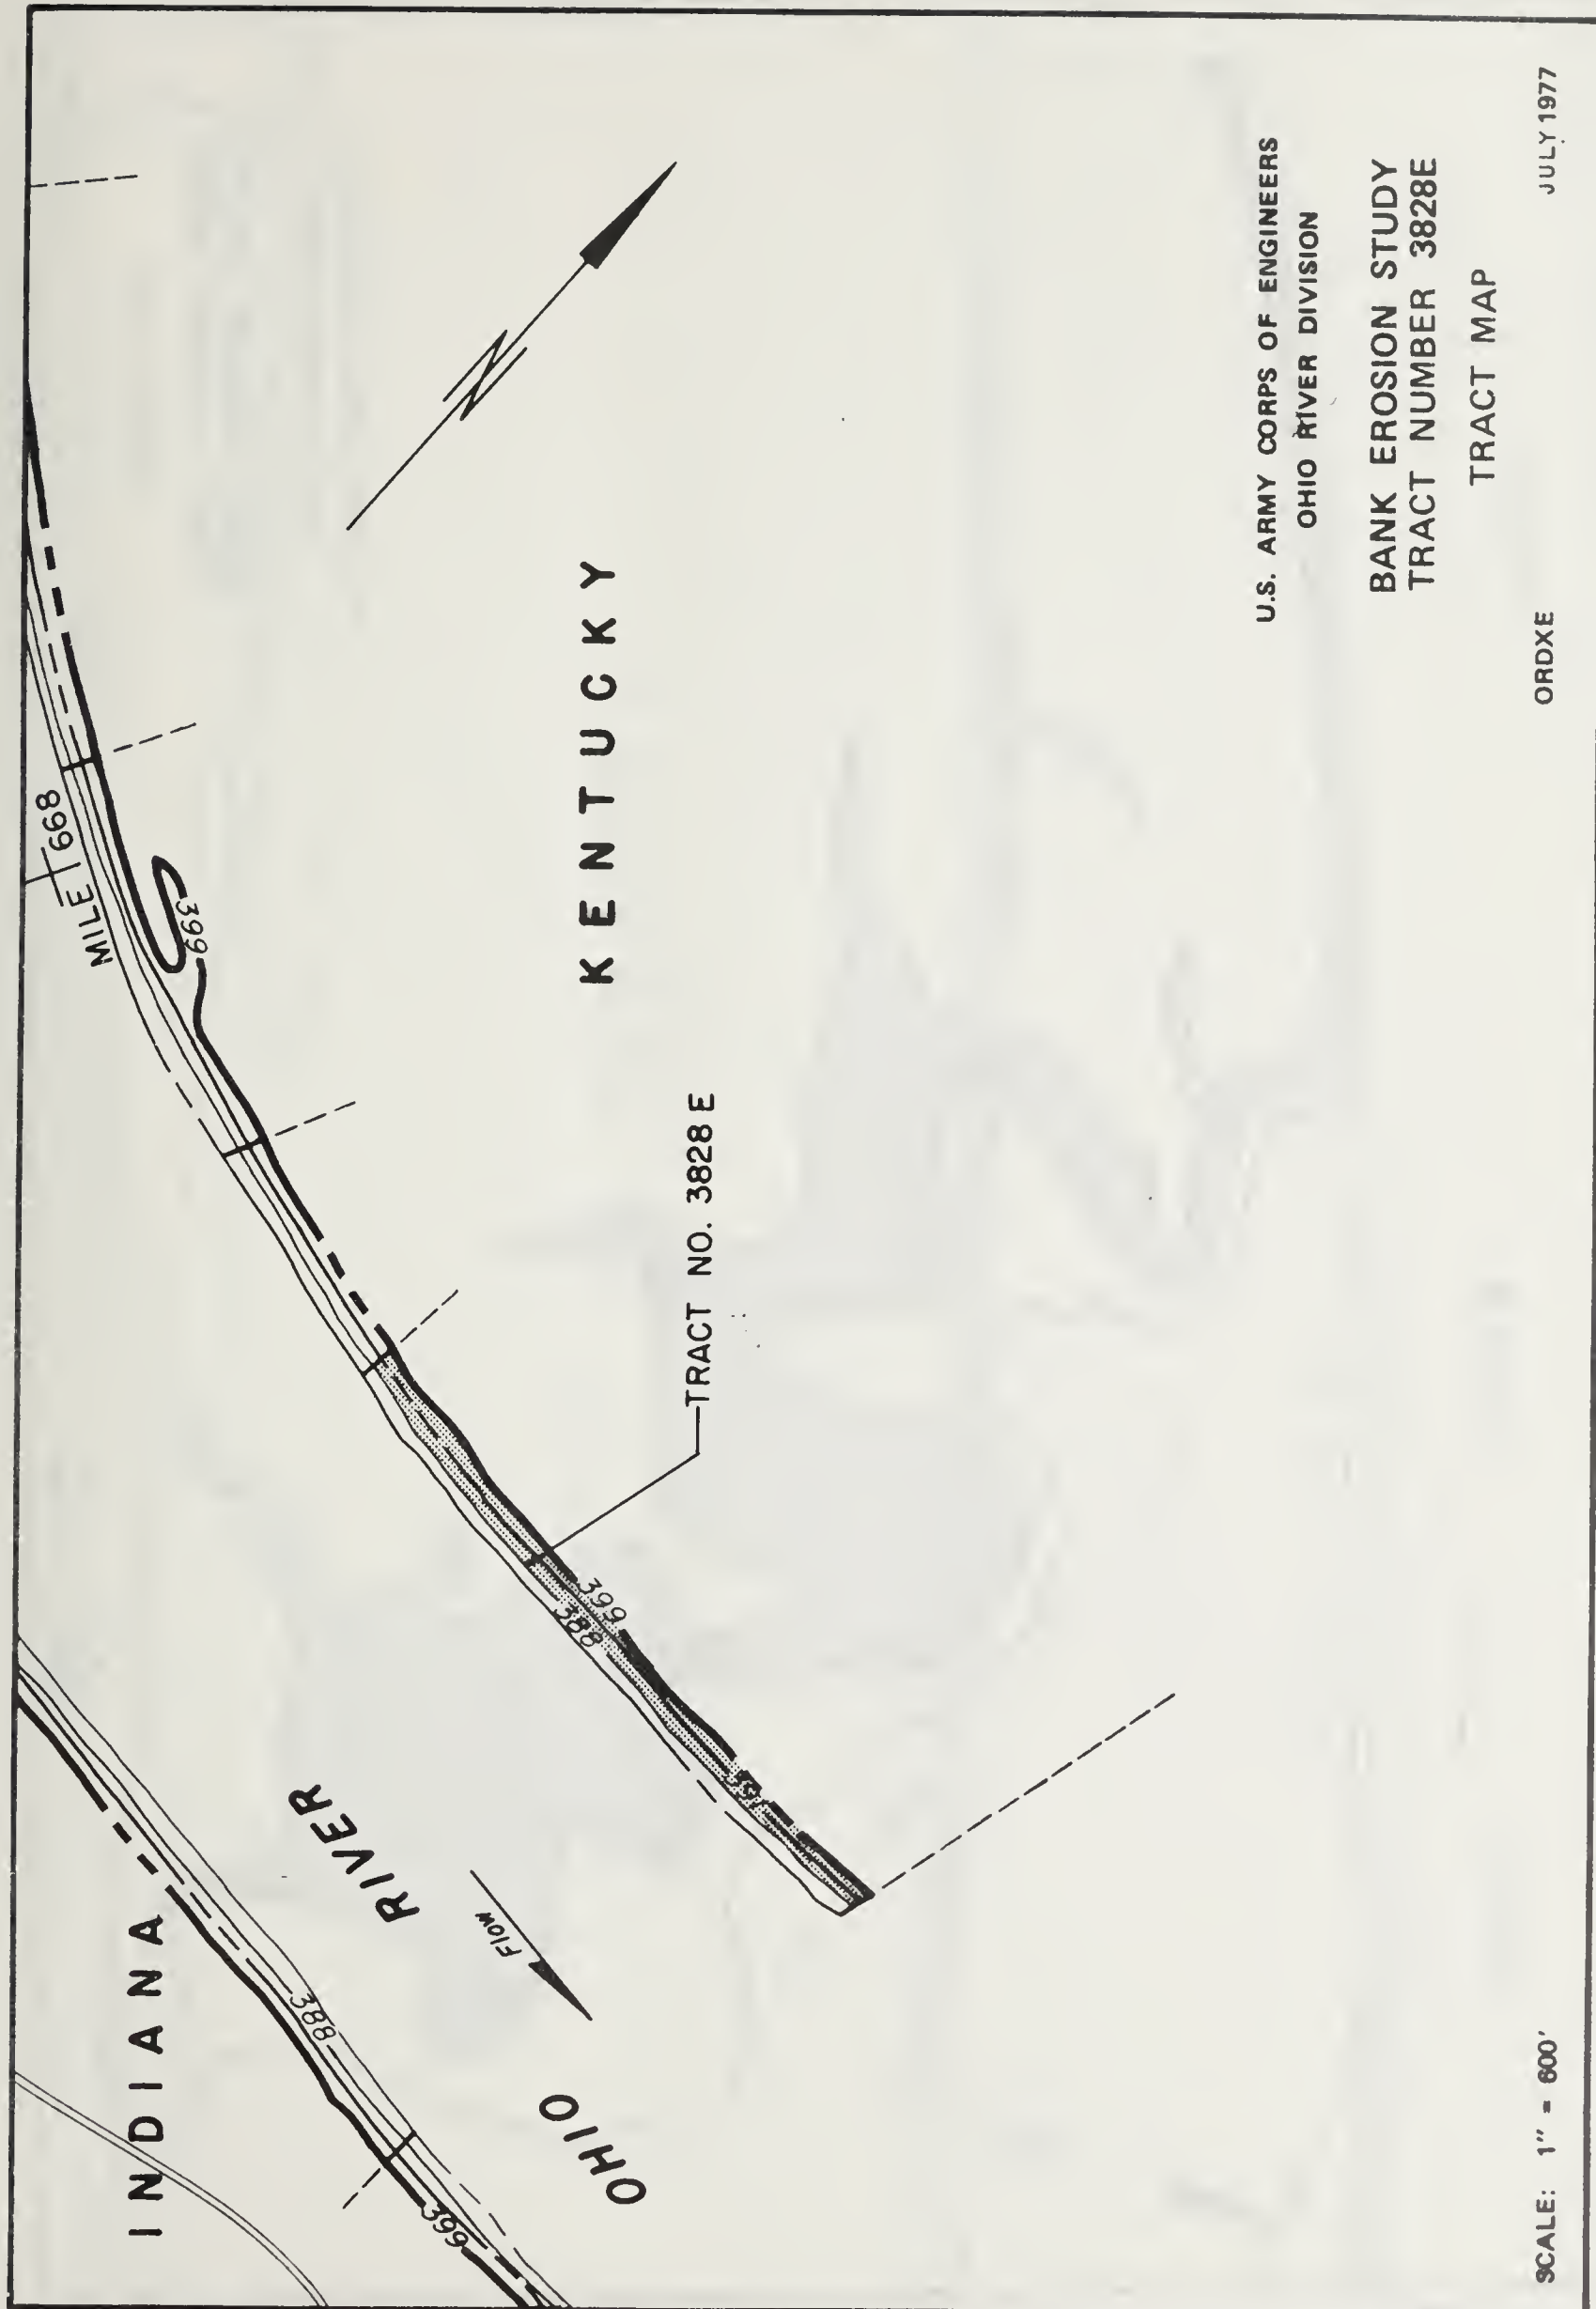 INDIANA
399
388
OHIO RIVER
Flow
MILE 668
399
KENTUCKY
399
388
TRACT NO. 3828 E
U.S. ARMY CORPS OF ENGINEERS
OHIO RIVER DIVISION
BANK EROSION STUDY
TRACT NUMBER 3828E
TRACT MAP
SCALE: 1" = 600'
ORDXE
JULY 1977